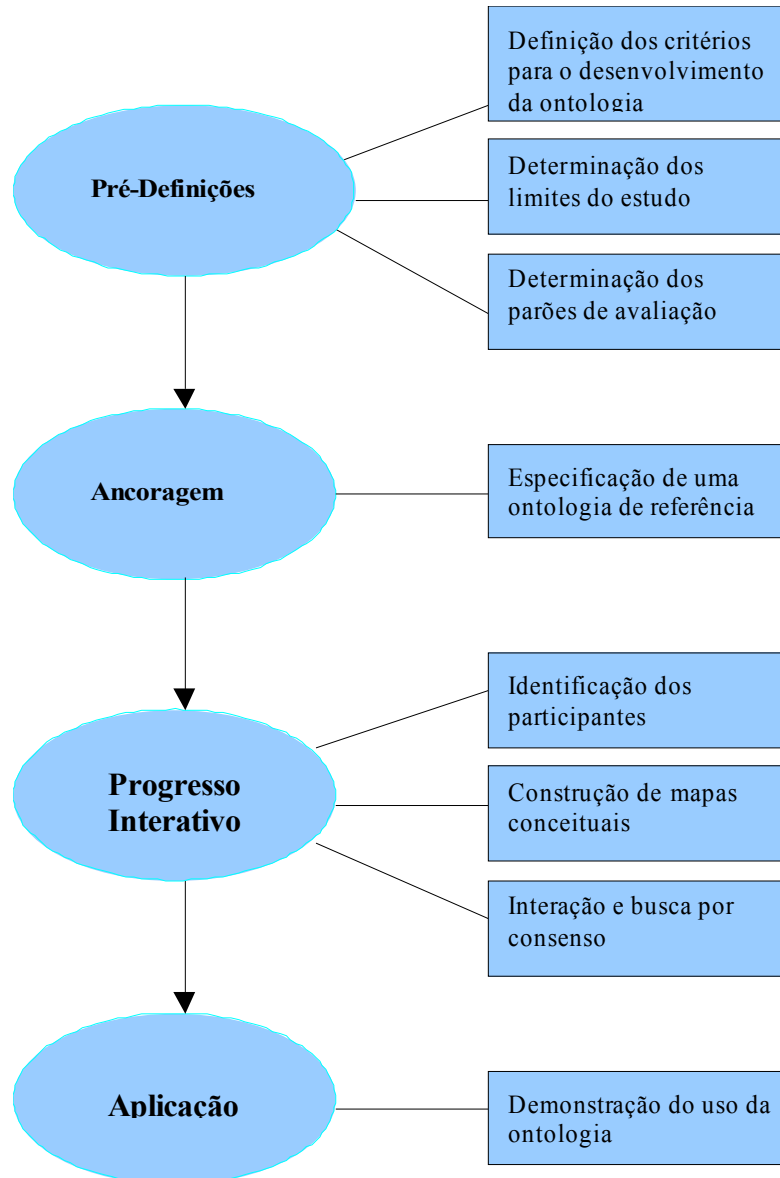 Definição dos critérios
para o desenvolvimento
da ontologia
Pré-Definições
Determinação dos
limites do estudo
Determinação dos
parões de avaliação
Ancoragem
Especificação de uma
ontologia de referência
Identificação dos
participantes
Progresso
Interativo
Construção de mapas
conceituais
Interação e busca por
consenso
Aplicação
Demonstração do uso da
ontologia